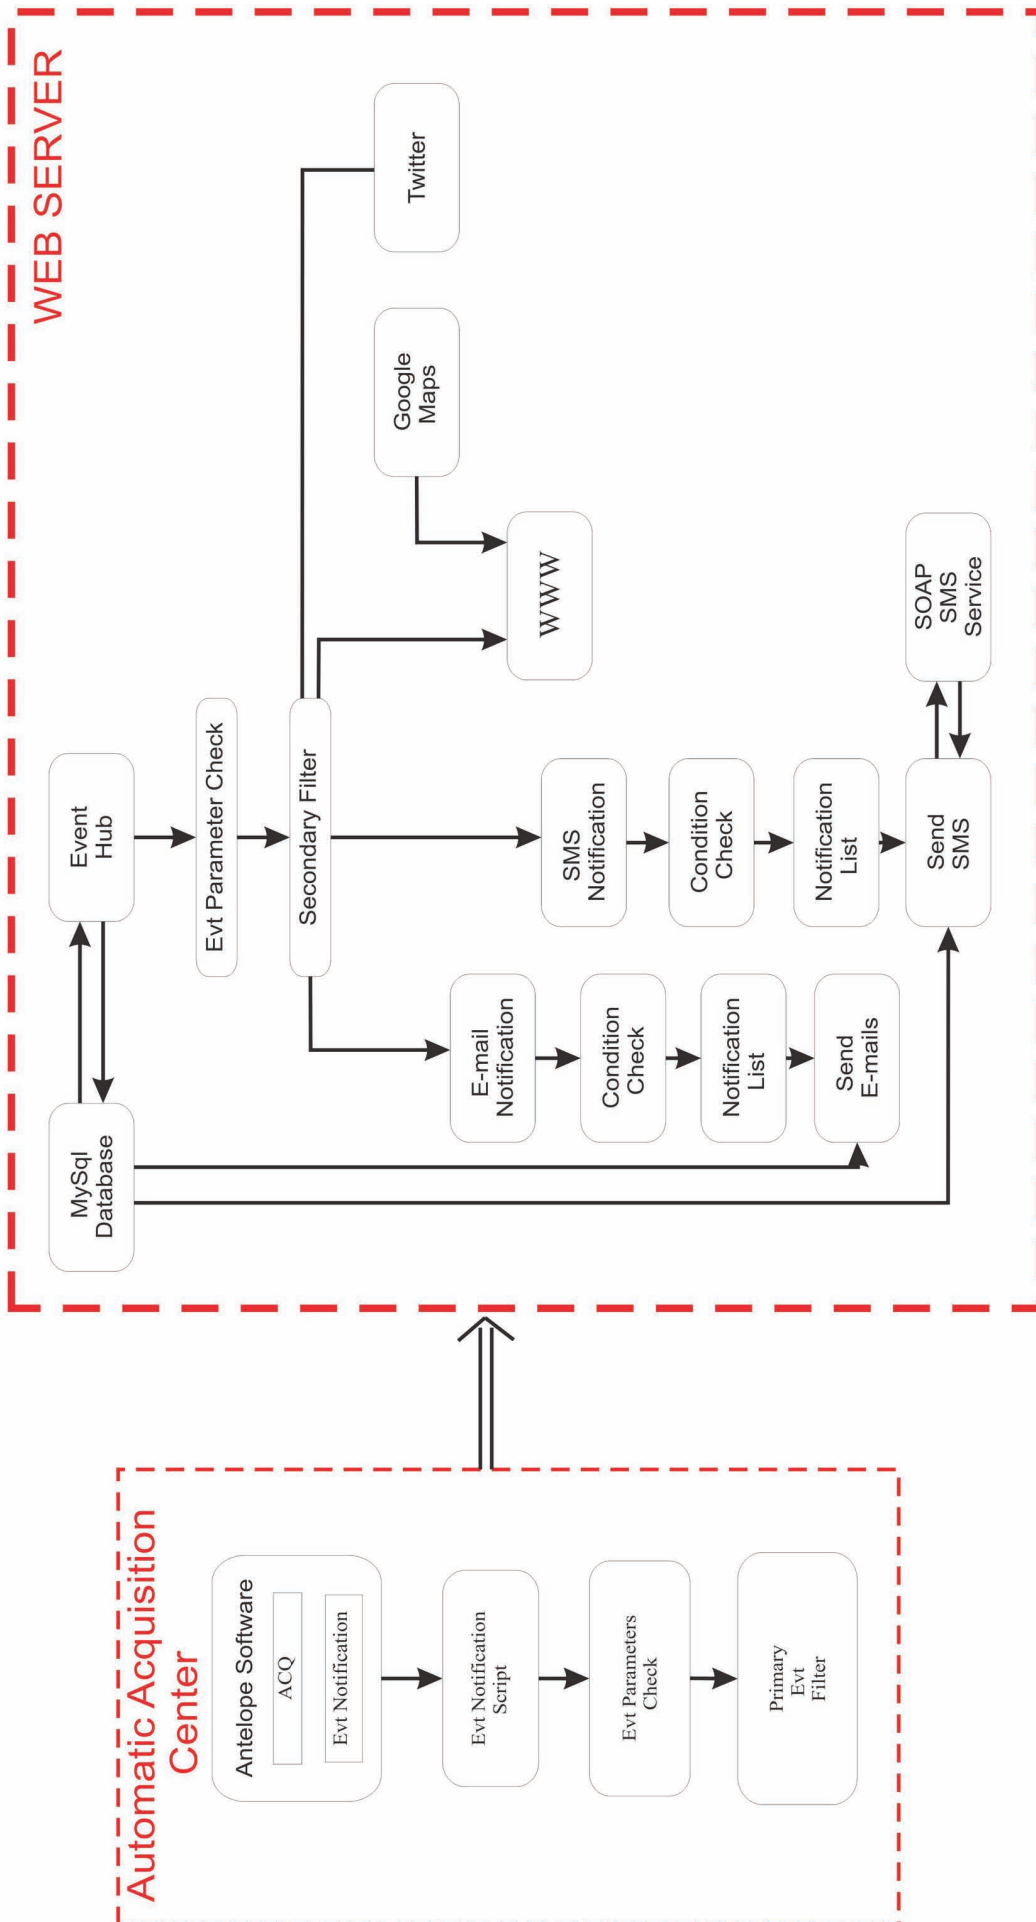 Automatic Acquisition
Center
Antelope Software
ACQ
Evt Notification
Evt Notification
Script
Evt Parameters
Check
Primary
Evt
Filter
WEB SERVER
MySql
Database
Event
Hub
Evt Parameter Check
Secondary Filter
Twitter
Google
Maps
WWW
E-mail
Notification
Condition
Check
Notification
List
Send
E-mails
SMS
Notification
Condition
Check
Notification
List
Send
SMS
SOAP
SMS
Service